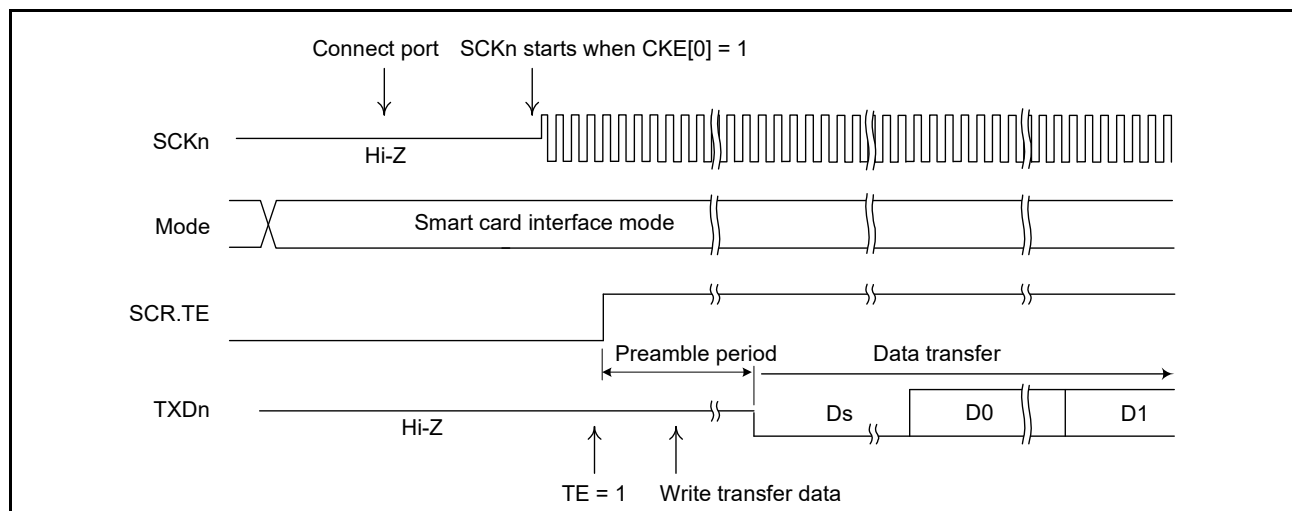 Connect port
SCKn starts when CKE[0] = 1
SCKn
Hi-Z
Mode
Smart card interface mode
SCR.TE
Preamble period
Data transfer
TXDn
Hi-Z
Ds
D0
D1
TE = 1
Write transfer data